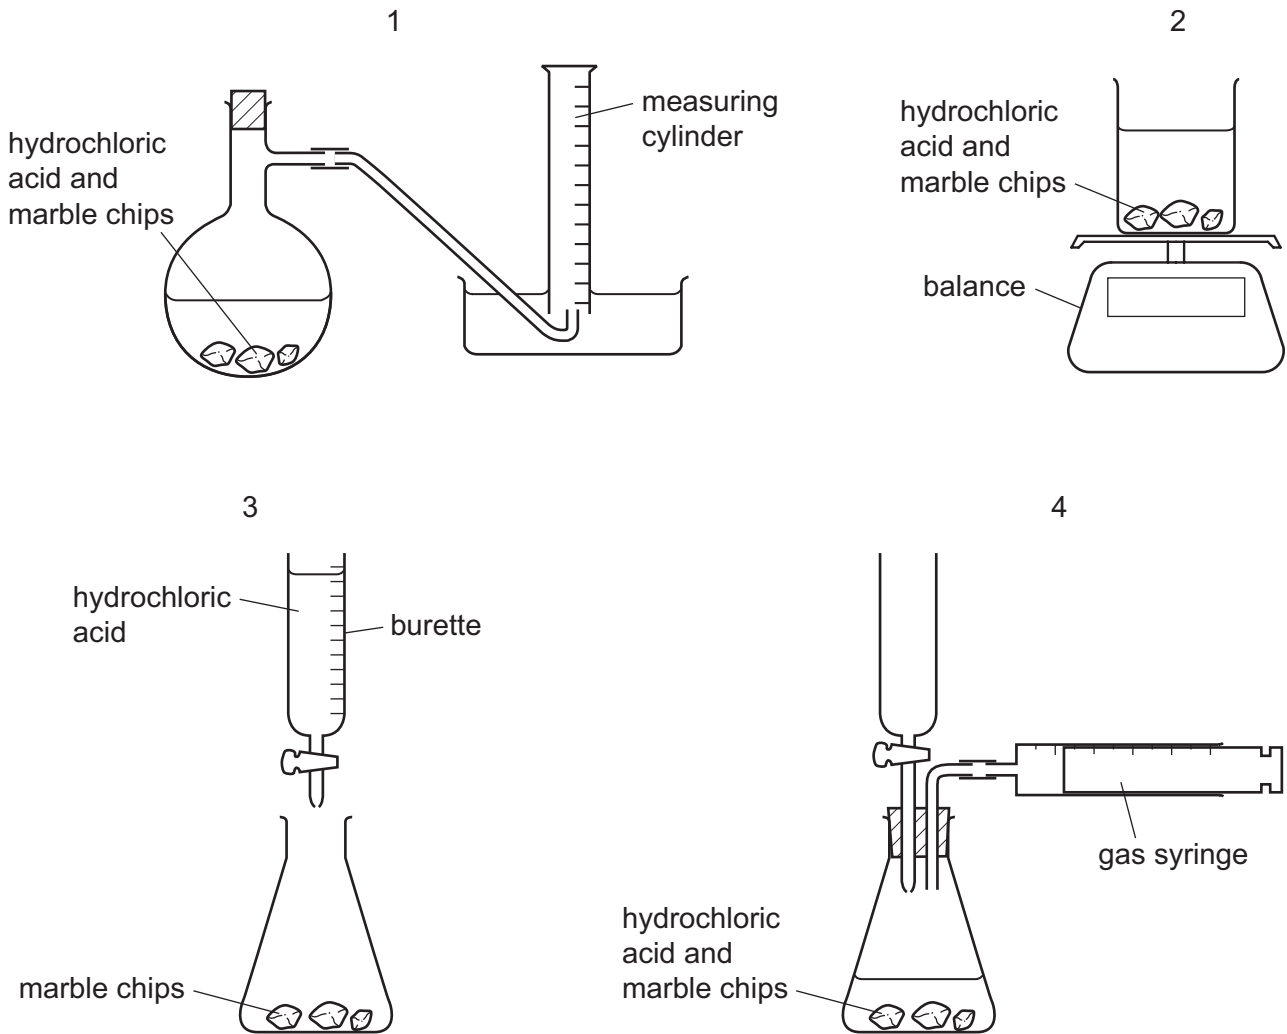 1
hydrochloric
acid and
marble chips
measuring
cylinder
2
hydrochloric
acid and
marble chips
balance
3
hydrochloric
acid
burette
marble chips
4
gas syringe
hydrochloric
acid and
marble chips